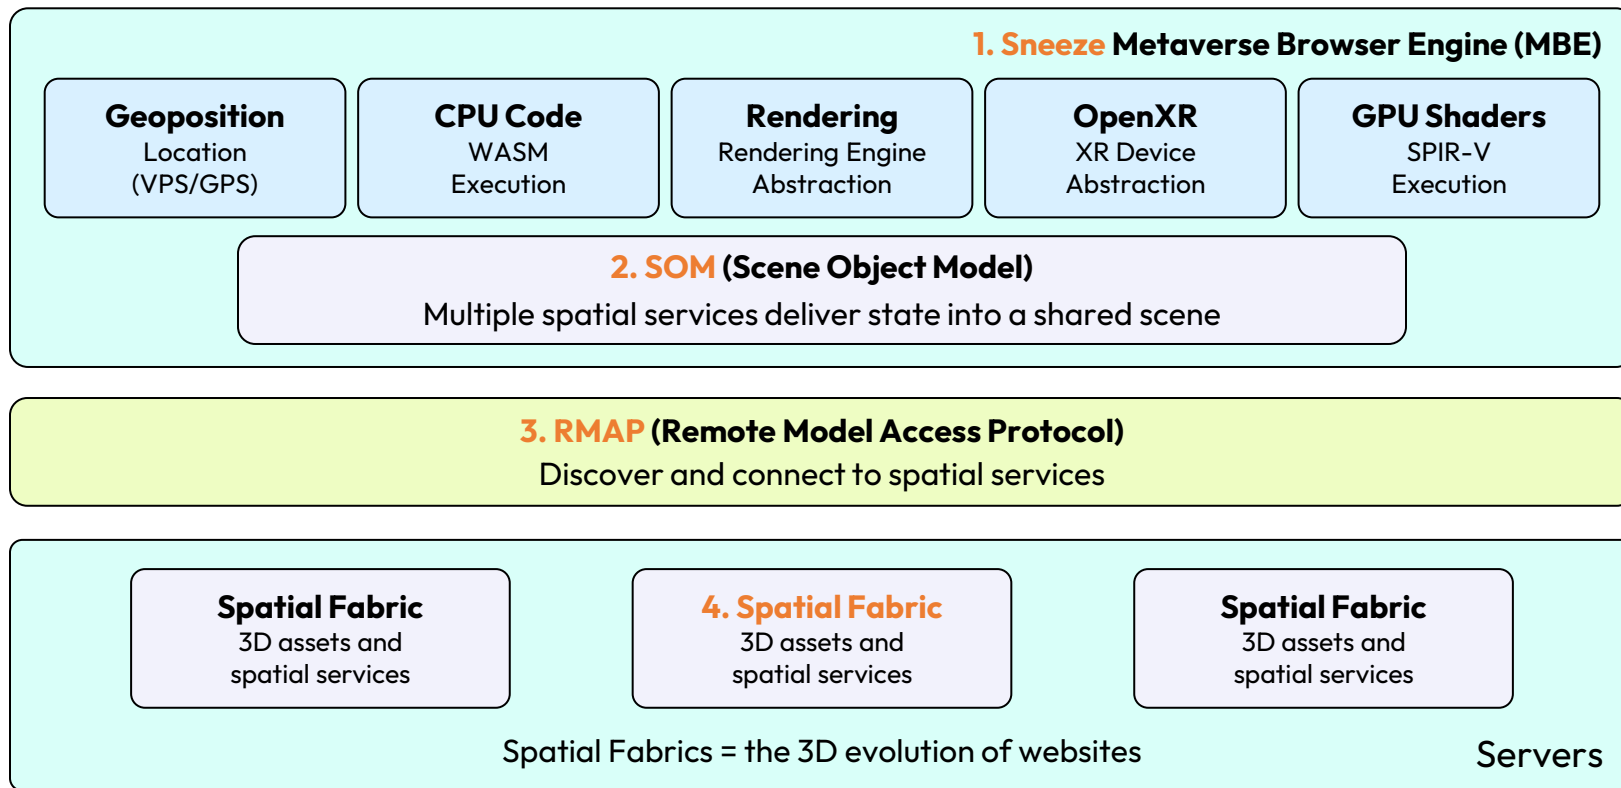 1. Sneeze Metaverse Browser Engine (MBE)
Geoposition
Location
(VPS/GPS)
CPU Code
WASM
Execution
Rendering
Rendering Engine
Abstraction
OpenXR
XR Device
Abstraction
GPU Shaders
SPIR-V
Execution
2. SOM (Scene Object Model)
Multiple spatial services deliver state into a shared scene
3. RMAP (Remote Model Access Protocol)
Discover and connect to spatial services
Spatial Fabric
3D assets and
spatial services
4. Spatial Fabric
3D assets and
spatial services
Spatial Fabric
3D assets and
spatial services
Spatial Fabrics = the 3D evolution of websites
Servers